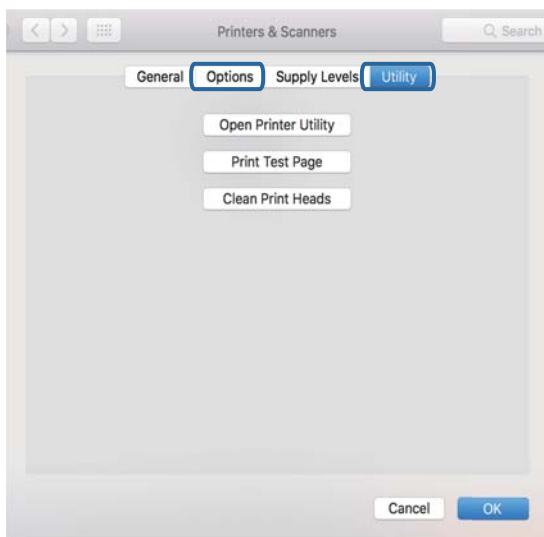 Printers & Scanners Search
General Options Supply Levels Utility
Open Printer Utility
Print Test Page
Clean Print Heads
Cancel OK